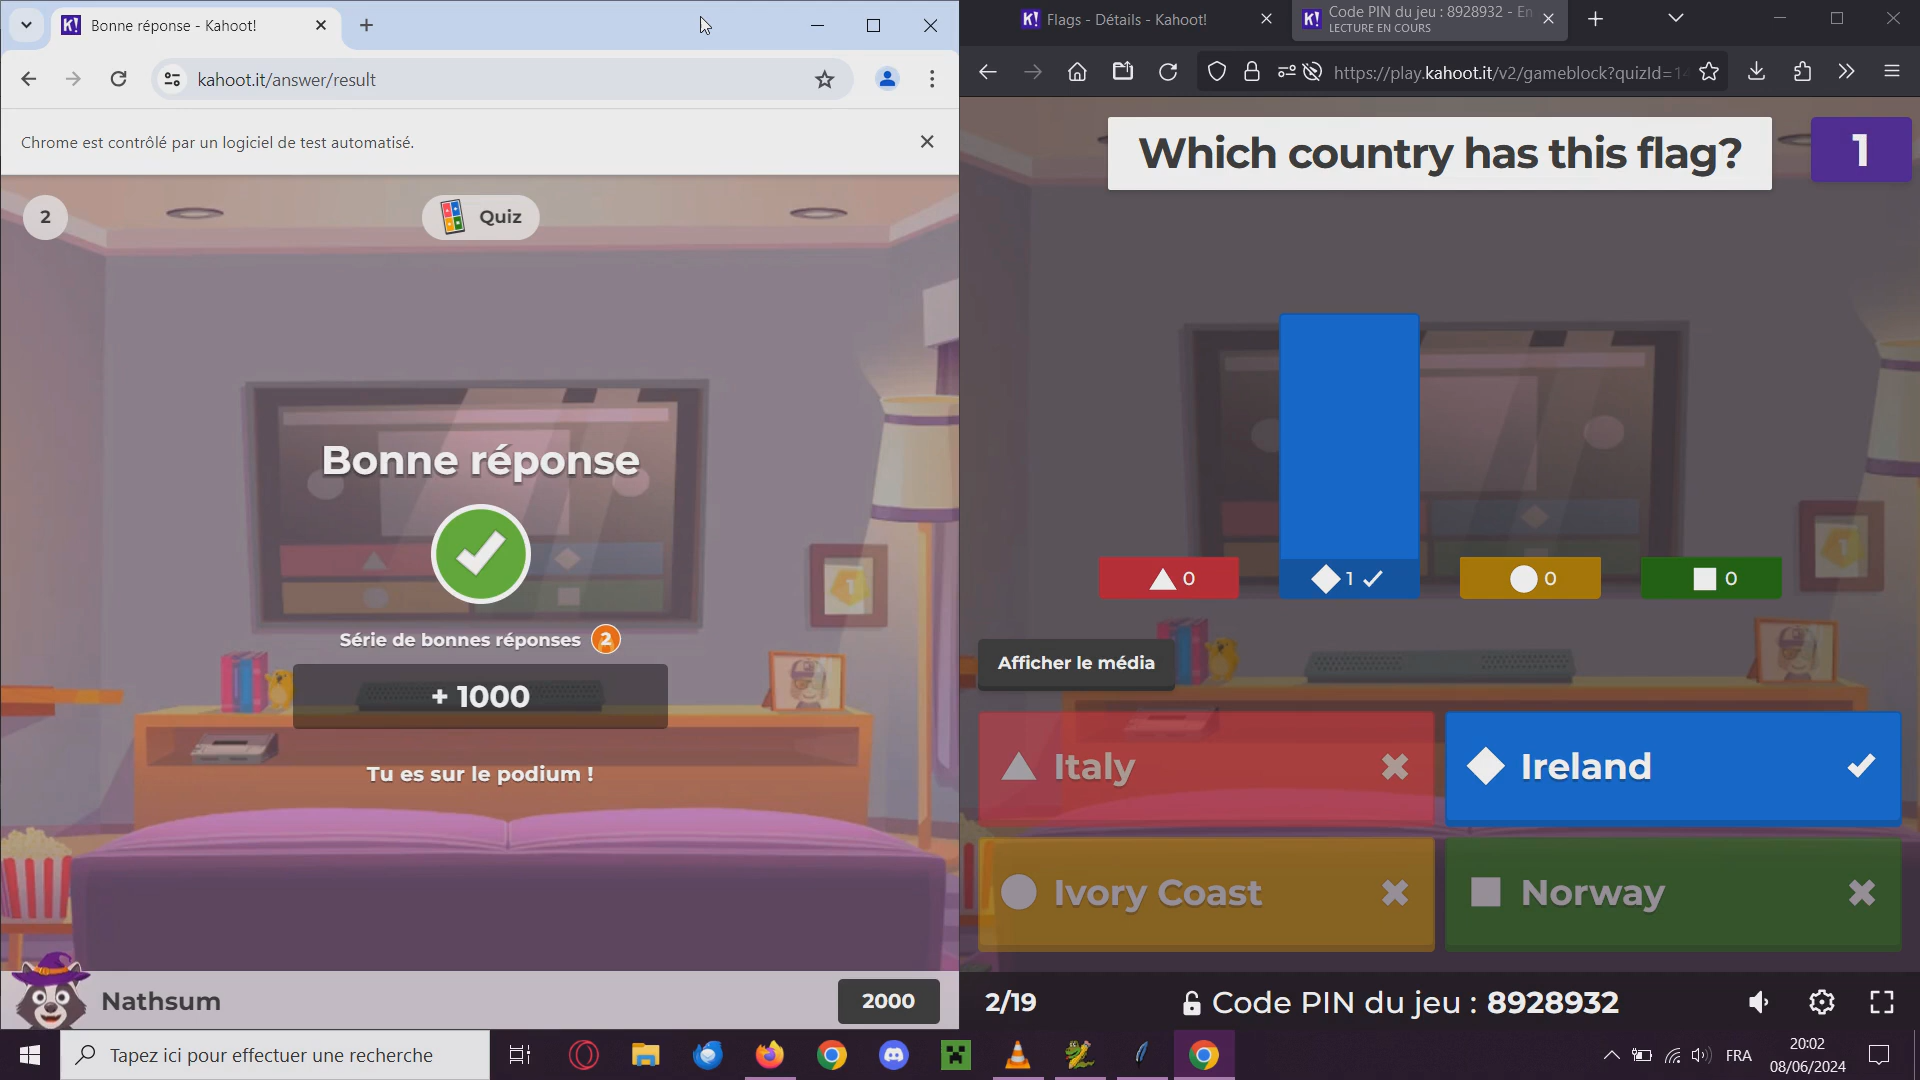 Bonne réponse - Kahoot!
kahoot.it/answer/result
Chrome est contrôlé par un logiciel de test automatisé.
2
Quiz
Bonne réponse
Série de bonnes réponses 2
+ 1000
Tu es sur le podium !
Nathsum
2000
Flags - Détails - Kahoot!
Code PIN du jeu : 8928932 - En
LECTURE EN COURS
https://play.kahoot.it/v2/gameblock?quizId=1
Which country has this flag?
1
0
1
0
0
Afficher le média
Italy
Ireland
Ivory Coast
Norway
2/19
Code PIN du jeu : 8928932
Tapez ici pour effectuer une recherche
FRA
20:02
08/06/2024